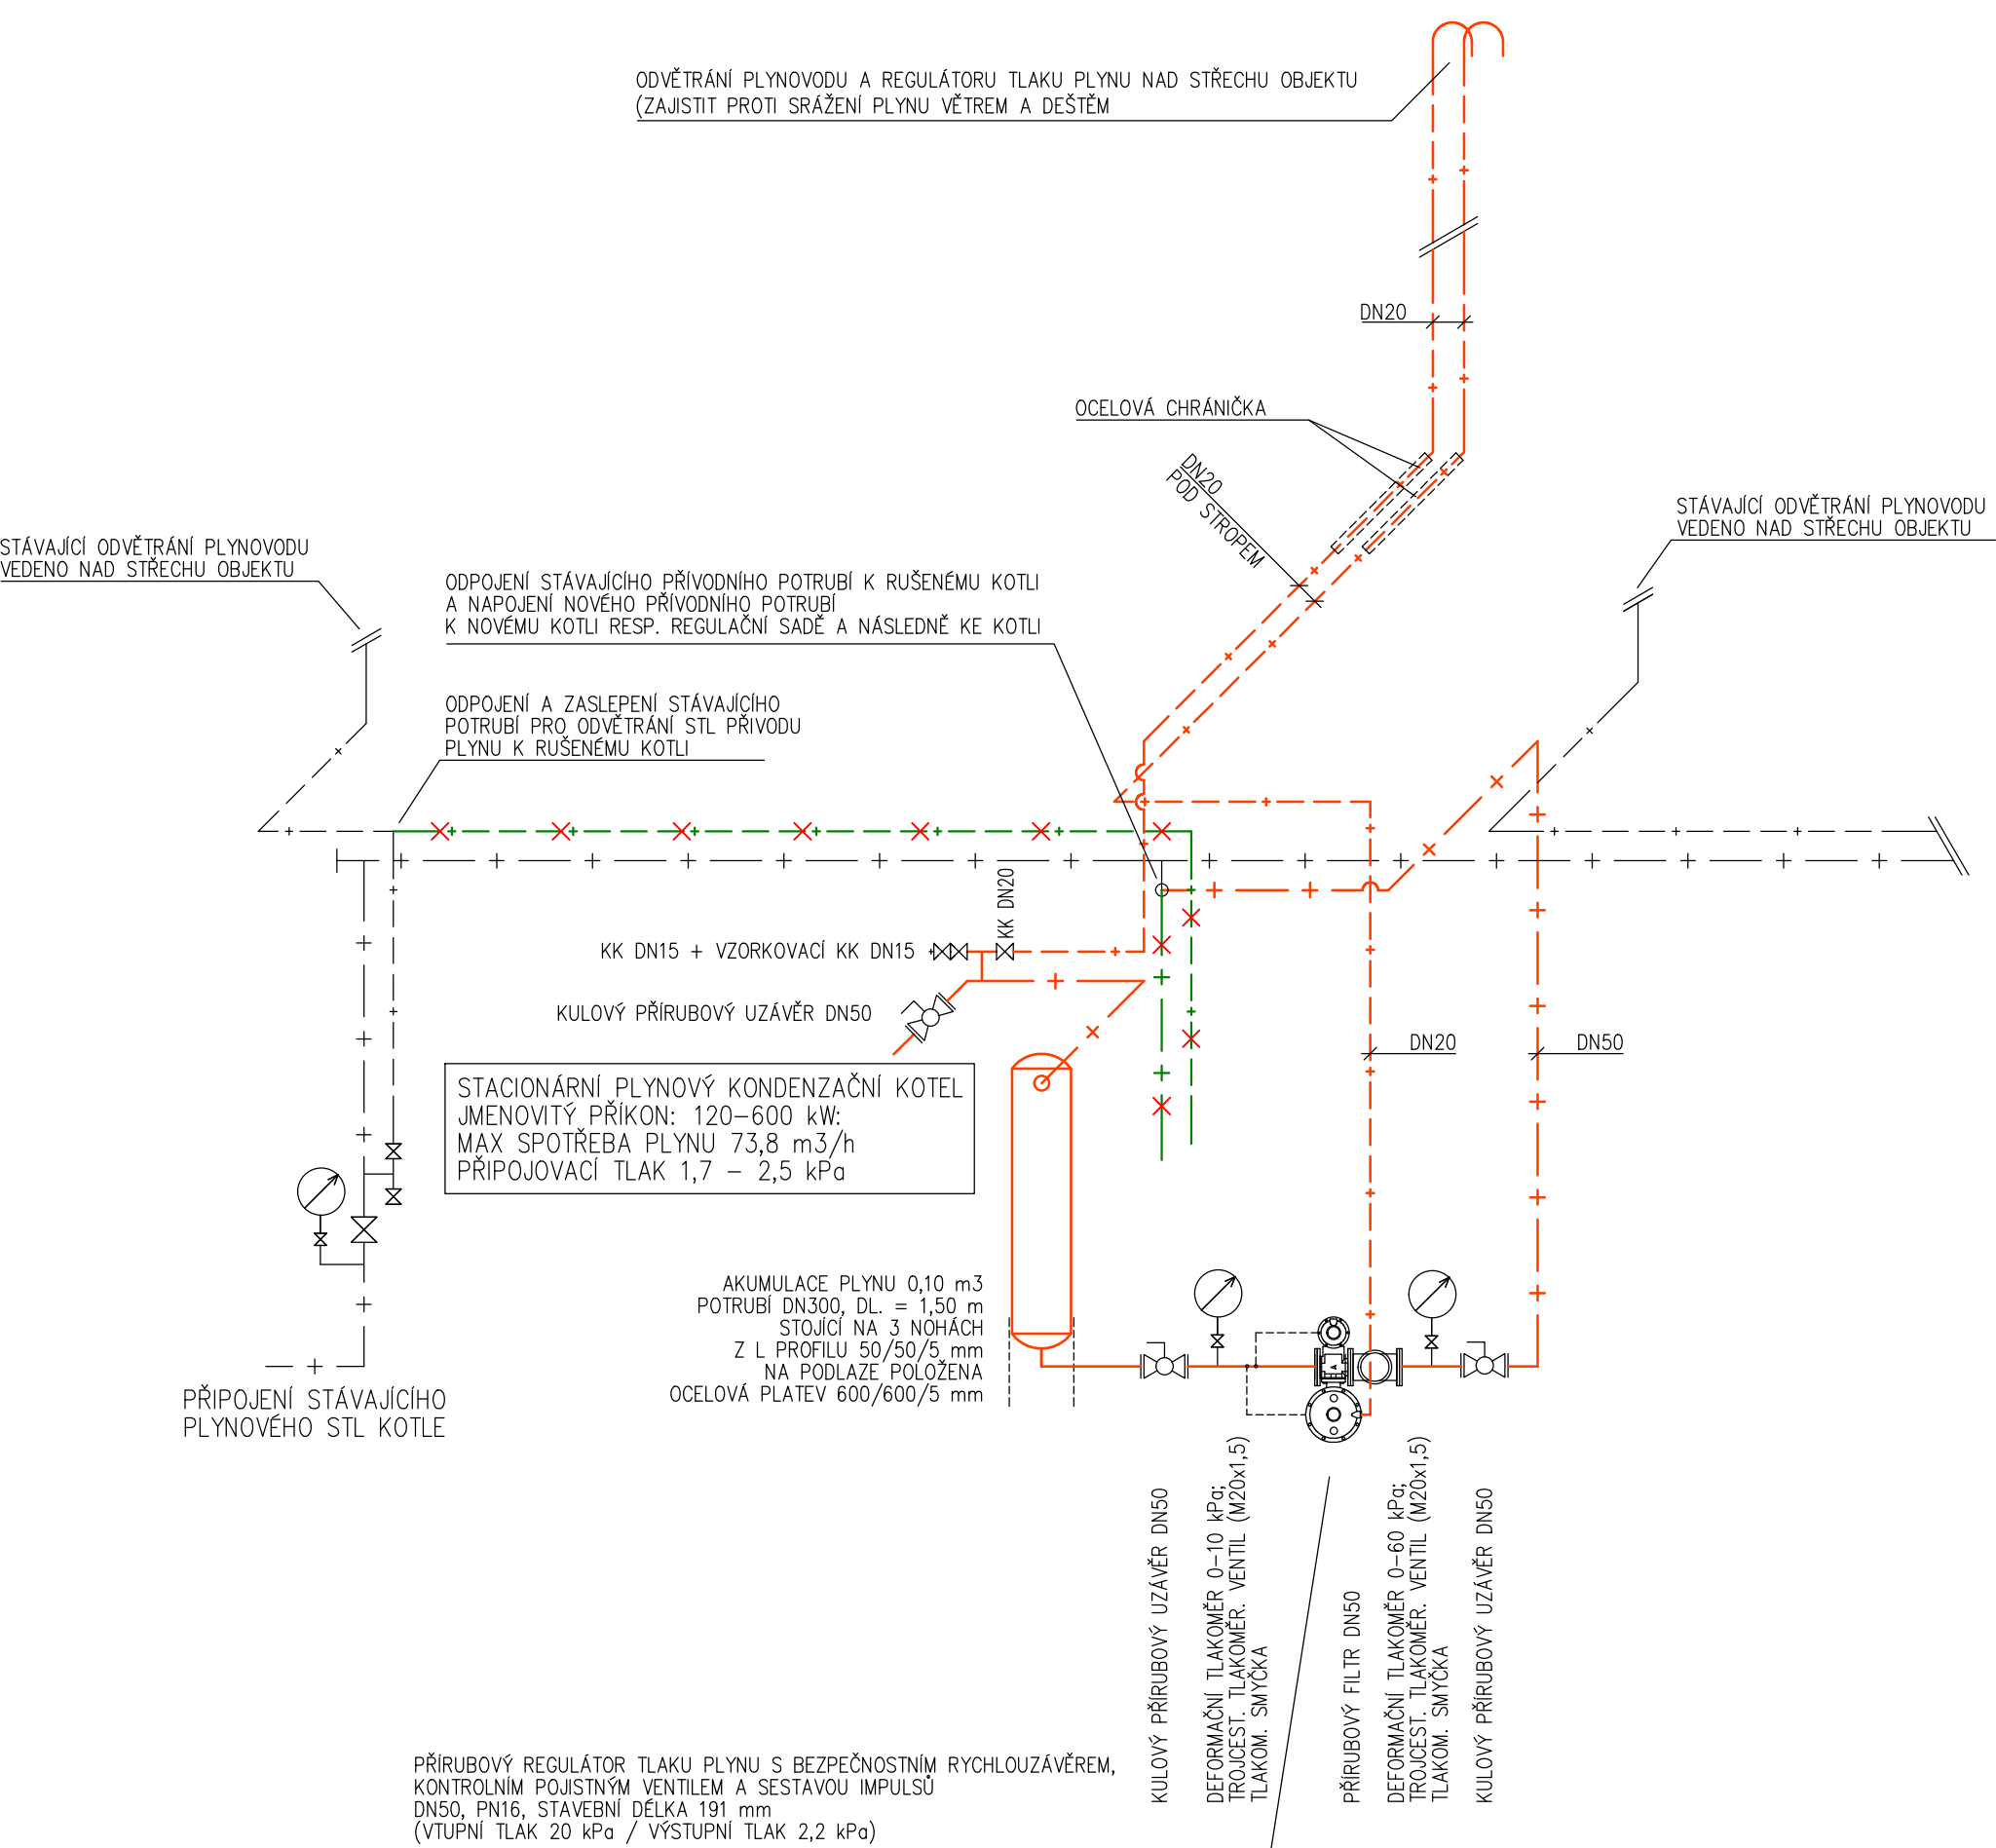 ODVĚTRÁNÍ PLYNOVODU A REGULÁTORU TLAKU PLYNU NAD STŘECHU OBJEKTU
(ZAJISTIT PROTI SRÁŽENÍ PLYNU VĚTREM A DEŠTĚM
DN20
OCELOVÁ CHRÁNIČKA
DN20
POD STROPEM
STÁVAJÍCÍ ODVĚTRÁNÍ PLYNOVODU
VEDENO NAD STŘECHU OBJEKTU
STÁVAJÍCÍ ODVĚTRÁNÍ PLYNOVODU
VEDENO NAD STŘECHU OBJEKTU
ODPOJENÍ STÁVAJÍCÍHO PŘÍVODNÍHO POTRUBÍ K RUŠENÉMU KOTLI
A NAPOJENÍ NOVÉHO PŘÍVODNÍHO POTRUBÍ
K NOVÉMU KOTLI RESP. REGULAČNÍ SADĚ A NÁSLEDNĚ KE KOTLI
ODPOJENÍ A ZASLEPENÍ STÁVAJÍCÍHO
POTRUBÍ PRO ODVĚTRÁNÍ STL PŘIVODU
PLYNU K RUŠENÉMU KOTLI
KK DN20
KK DN15 + VZORKOVACÍ KK DN15
KULOVÝ PŘÍRUBOVÝ UZÁVĚR DN50
DN20
DN50
STACIONÁRNÍ PLYNOVÝ KONDENZAČNÍ KOTEL
JMENOVITÝ PŘÍKON: 120-600 kW:
MAX SPOTŘEBA PLYNU 73,8 m3/h
PŘIPOJOVACÍ TLAK 1,7 - 2,5 kPa
AKUMULACE PLYNU 0,10 m3
POTRUBÍ DN300, DL. = 1,50 m
STOJÍCÍ NA 3 NOHÁCH
Z L PROFILU 50/50/5 mm
NA PODLAZE POLOŽENA
OCELOVÁ PLATEV 600/600/5 mm
PŘIPOJENÍ STÁVAJÍCÍHO
PLYNOVÉHO STL KOTLE
KULOVÝ PŘÍRUBOVÝ UZÁVĚR DN50
DEFORMAČNÍ TLAKOMĚR 0-10 kPa;
TROJCEST. TLAKOMĚR. VENTIL (M20x1,5)
TLAKOM. SMYČKA
PŘÍRUBOVÝ FILTR DN50
DEFORMAČNÍ TLAKOMĚR 0-60 kPa;
TROJCEST. TLAKOMĚR. VENTIL (M20x1,5)
TLAKOM. SMYČKA
KULOVÝ PŘÍRUBOVÝ UZÁVĚR DN50
PŘÍRUBOVÝ REGULÁTOR TLAKU PLYNU S BEZPEČNOSTNÍM RYCHLOUZÁVĚREM,
KONTROLNÍM POJISTNÝM VENTILEM A SESTAVOU IMPULSŮ
DN50, PN16, STAVEBNÍ DÉLKA 191 mm
(VTUPNÍ TLAK 20 kPa / VÝSTUPNÍ TLAK 2,2 kPa)